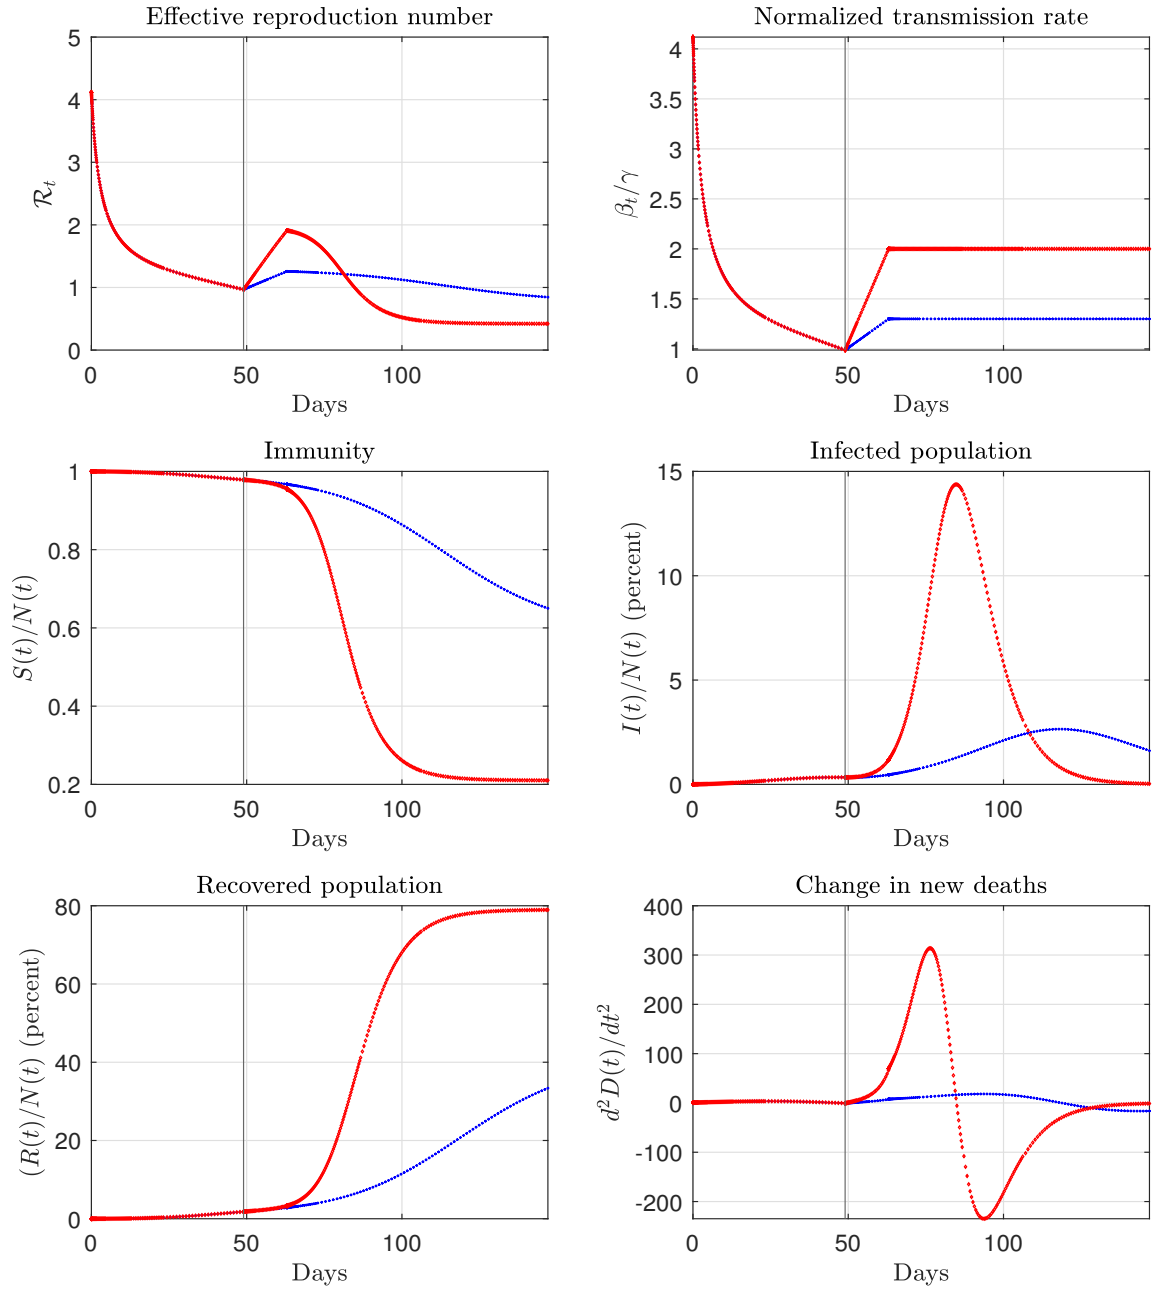 Effective reproduction number
5
4
3
2
1
0
ℛₜ
0 50 100
Days
Normalized transmission rate
4
3.5
3
2.5
2
1.5
1
βₜ/γ
0 50 100
Days
Immunity
1
0.8
0.6
0.4
0.2
S(t)/N(t)
0 50 100
Days
Infected population
15
10
5
0
I(t)/N(t) (percent)
0 50 100
Days
Recovered population
80
60
40
20
0
(R(t)/N(t) (percent)
0 50 100
Days
Change in new deaths
400
300
200
100
0
-100
-200
d²D(t)/dt²
0 50 100
Days